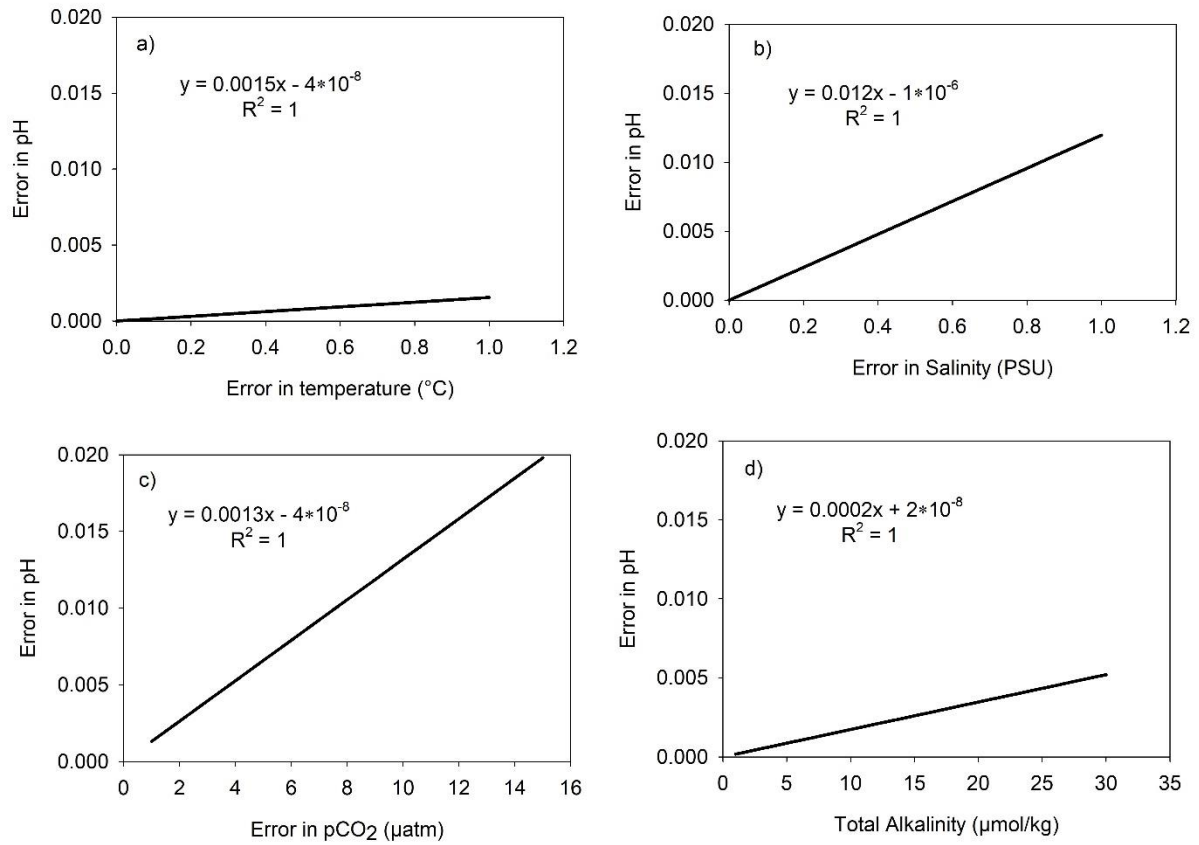 a)
y = 0.0015x - 4*10-8
R2 = 1
Error in pH
0.020
0.015
0.010
0.005
0.000
0.0 0.2 0.4 0.6 0.8 1.0 1.2
Error in temperature (°C)
b)
y = 0.012x - 1*10-6
R2 = 1
Error in pH
0.020
0.015
0.010
0.005
0.000
0.0 0.2 0.4 0.6 0.8 1.0 1.2
Error in Salinity (PSU)
c)
y = 0.0013x - 4*10-8
R2 = 1
Error in pH
0.020
0.015
0.010
0.005
0.000
0 2 4 6 8 10 12 14 16
Error in pCO2 (µatm)
d)
y = 0.0002x + 2*10-8
R2 = 1
Error in pH
0.020
0.015
0.010
0.005
0.000
0 5 10 15 20 25 30 35
Total Alkalinity (µmol/kg)